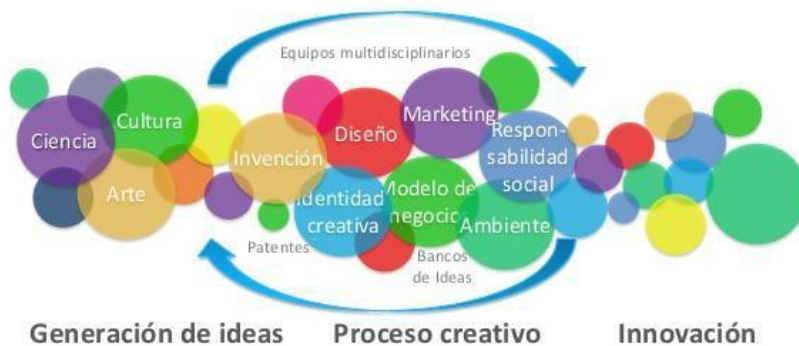 Equipos multidisciplinarios
Ciencia
Cultura
Arte
Invención
Diseño
Marketing
Respon-
sabilidad
social
Identidad
creativa
Modelo de
negocio
Ambiente
Patentes
Bancos
de Ideas
Generación de ideas
Proceso creativo
Innovación